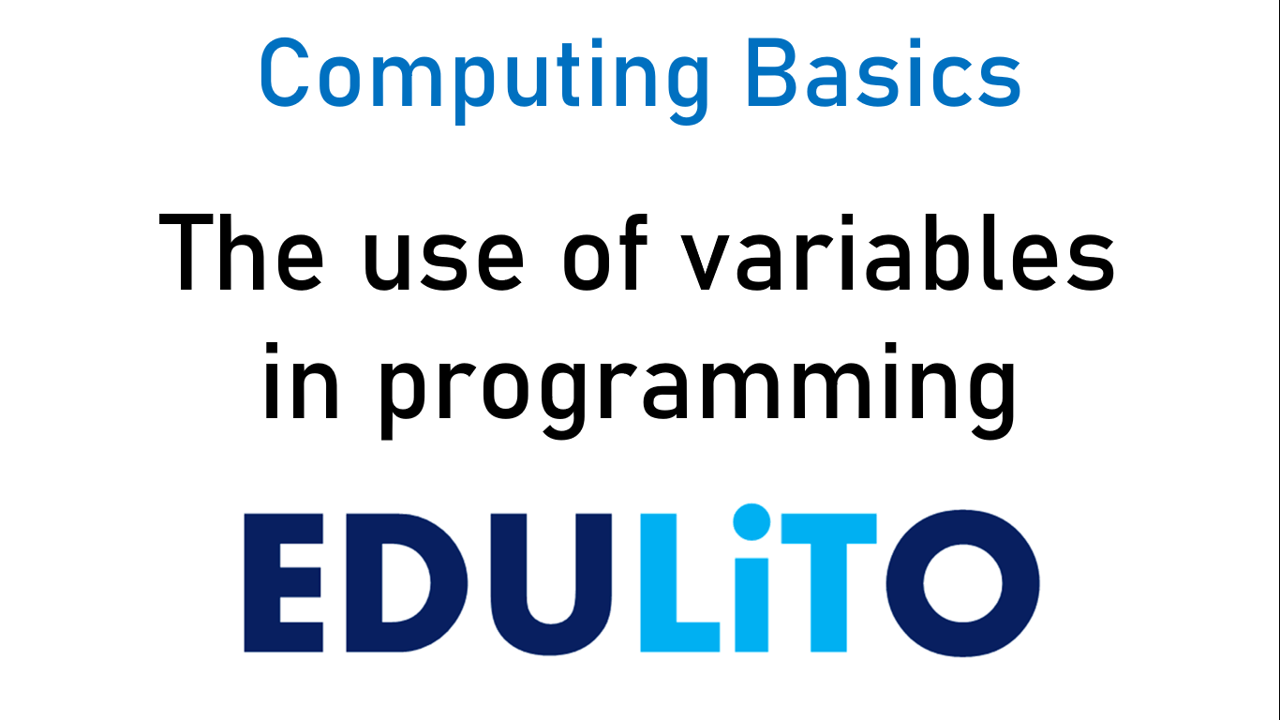 Computing Basics
The use of variables
in programming
EDULiTO